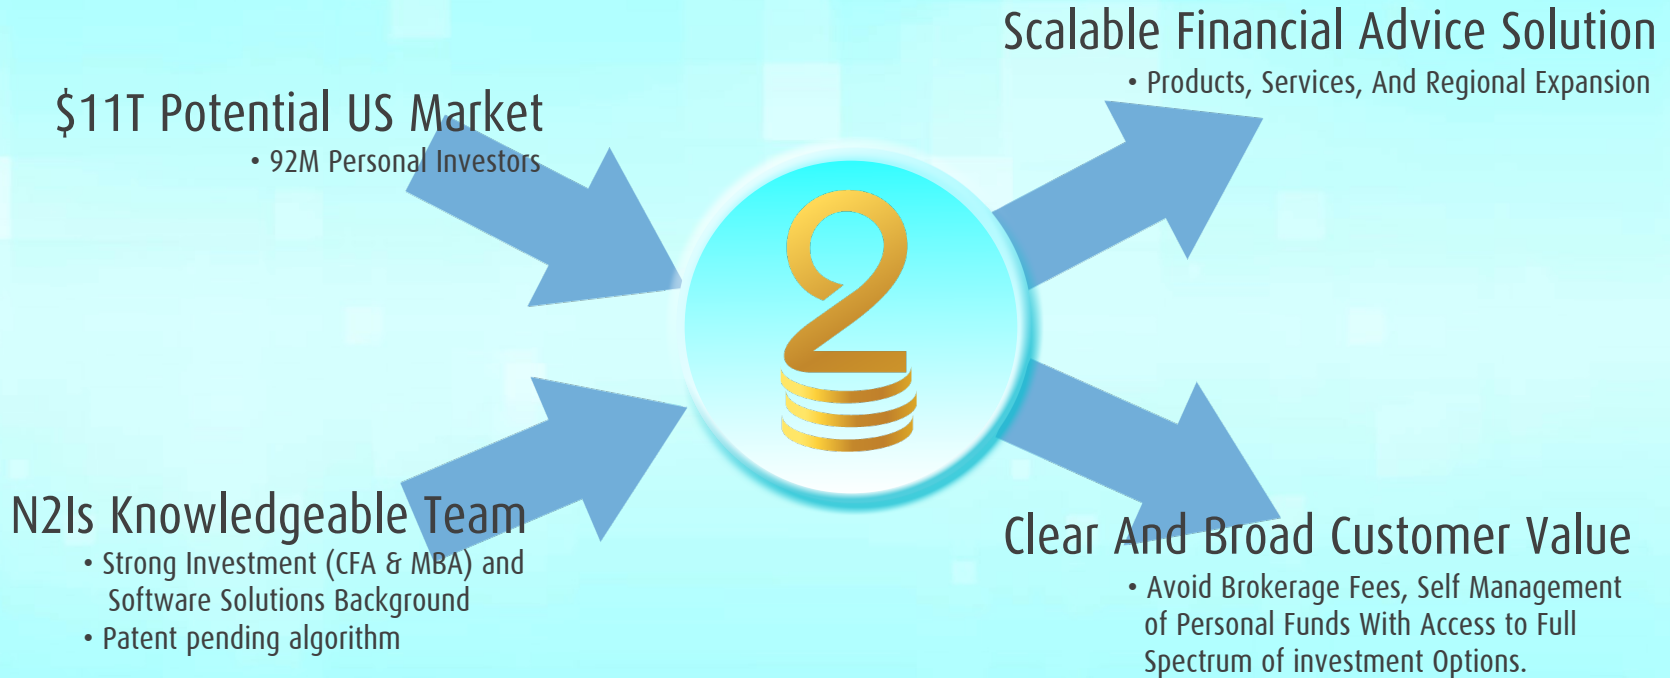 $11T Potential US Market
• 92M Personal Investors
N2Is Knowledgeable Team
• Strong Investment (CFA & MBA) and
Software Solutions Background
• Patent pending algorithm
2
Scalable Financial Advice Solution
• Products, Services, And Regional Expansion
Clear And Broad Customer Value
• Avoid Brokerage Fees, Self Management
of Personal Funds With Access to Full
Spectrum of investment Options.